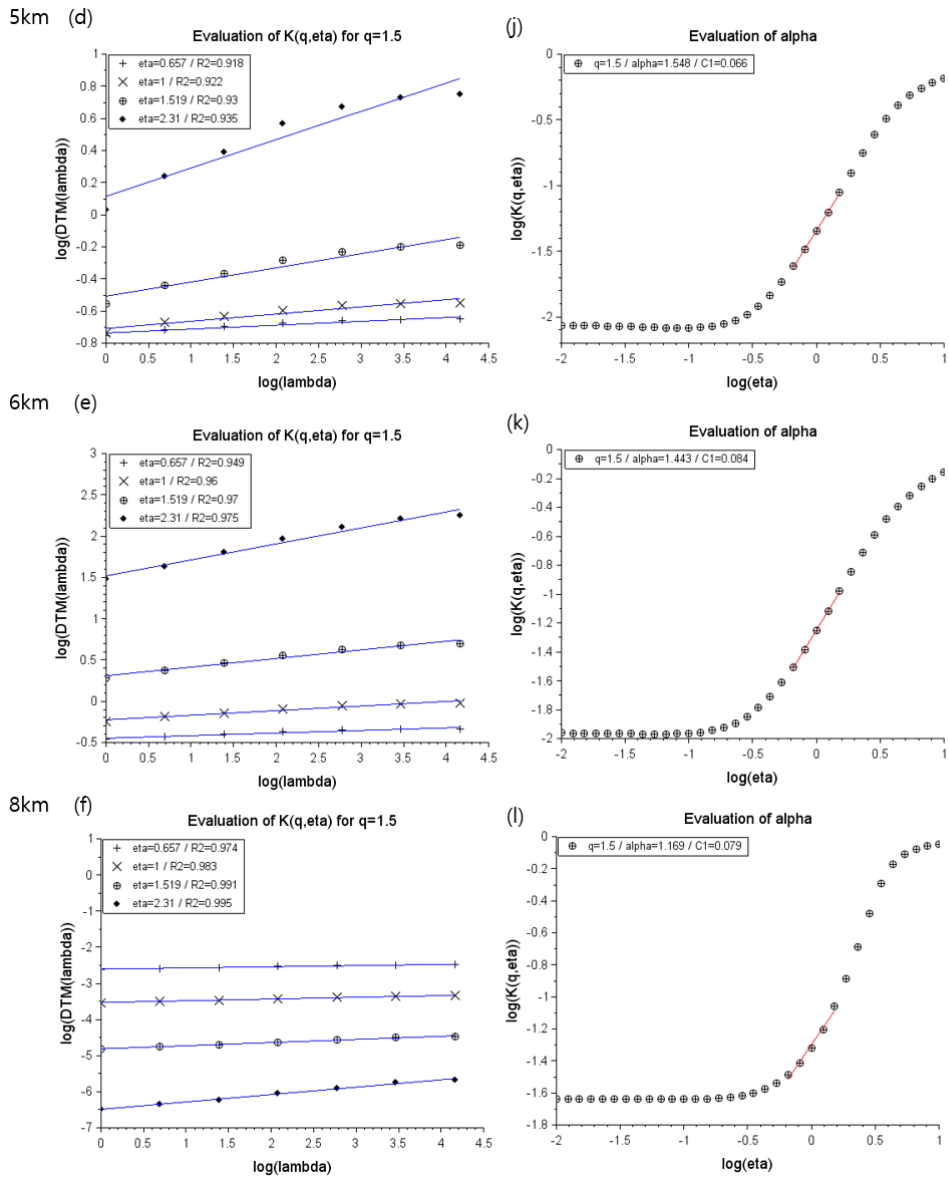 5km (d) (j)
Evaluation of K(q,eta) for q=1.5
eta=0.657 / R2=0.918
eta=1 / R2=0.922
eta=1.519 / R2=0.93
eta=2.31 / R2=0.935
log(DTM(lambda))
1
0.8
0.6
0.4
0.2
0
-0.2
-0.4
-0.6
-0.8
0.0 0.5 1 1.5 2 2.5 3 3.5 4 4.5
log(lambda)
Evaluation of alpha
q=1.5 / alpha=1.548 / C1=0.066
log(K(q,eta))
0
-0.5
-1
-1.5
-2
-2 -1.5 -1 -0.5 0 0.5 1
log(eta)
6km (e) (k)
Evaluation of K(q,eta) for q=1.5
eta=0.657 / R2=0.949
eta=1 / R2=0.96
eta=1.519 / R2=0.97
eta=2.31 / R2=0.975
log(DTM(lambda))
3
2.5
2
1.5
1
0.5
0
-0.5
0.0 0.5 1 1.5 2 2.5 3 3.5 4 4.5
log(lambda)
Evaluation of alpha
q=1.5 / alpha=1.443 / C1=0.084
log(K(q,eta))
0
-0.2
-0.4
-0.6
-0.8
-1
-1.2
-1.4
-1.6
-1.8
-2
-2 -1.5 -1 -0.5 0 0.5 1
log(eta)
8km (f) (l)
Evaluation of K(q,eta) for q=1.5
eta=0.657 / R2=0.974
eta=1 / R2=0.983
eta=1.519 / R2=0.991
eta=2.31 / R2=0.995
log(DTM(lambda))
1
0
-1
-2
-3
-4
-5
-6
-7
0.0 0.5 1 1.5 2 2.5 3 3.5 4 4.5
log(lambda)
Evaluation of alpha
q=1.5 / alpha=1.169 / C1=0.079
log(K(q,eta))
0
-0.2
-0.4
-0.6
-0.8
-1
-1.2
-1.4
-1.6
-1.8
-2 -1.5 -1 -0.5 0 0.5 1
log(eta)